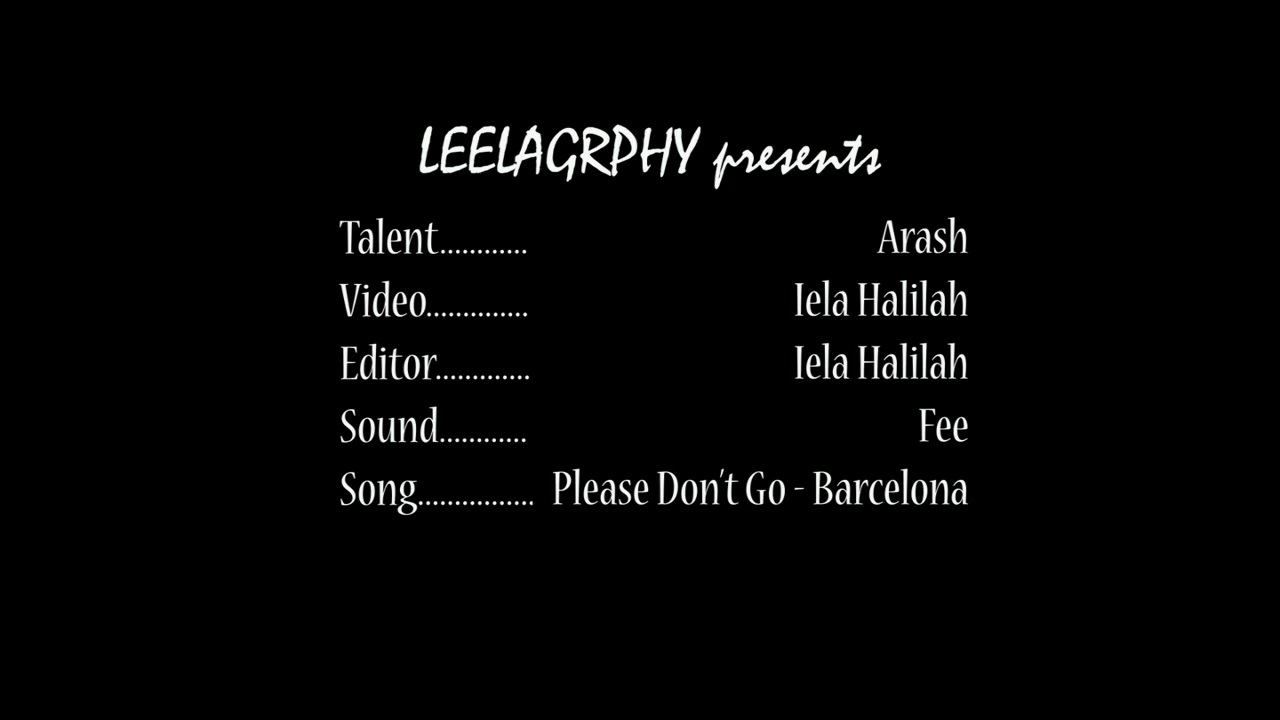 LEELAGRPHY presents
Talent............ Arash
Video.............. Iela Halilah
Editor............. Iela Halilah
Sound............ Fee
Song................ Please Don't Go - Barcelona